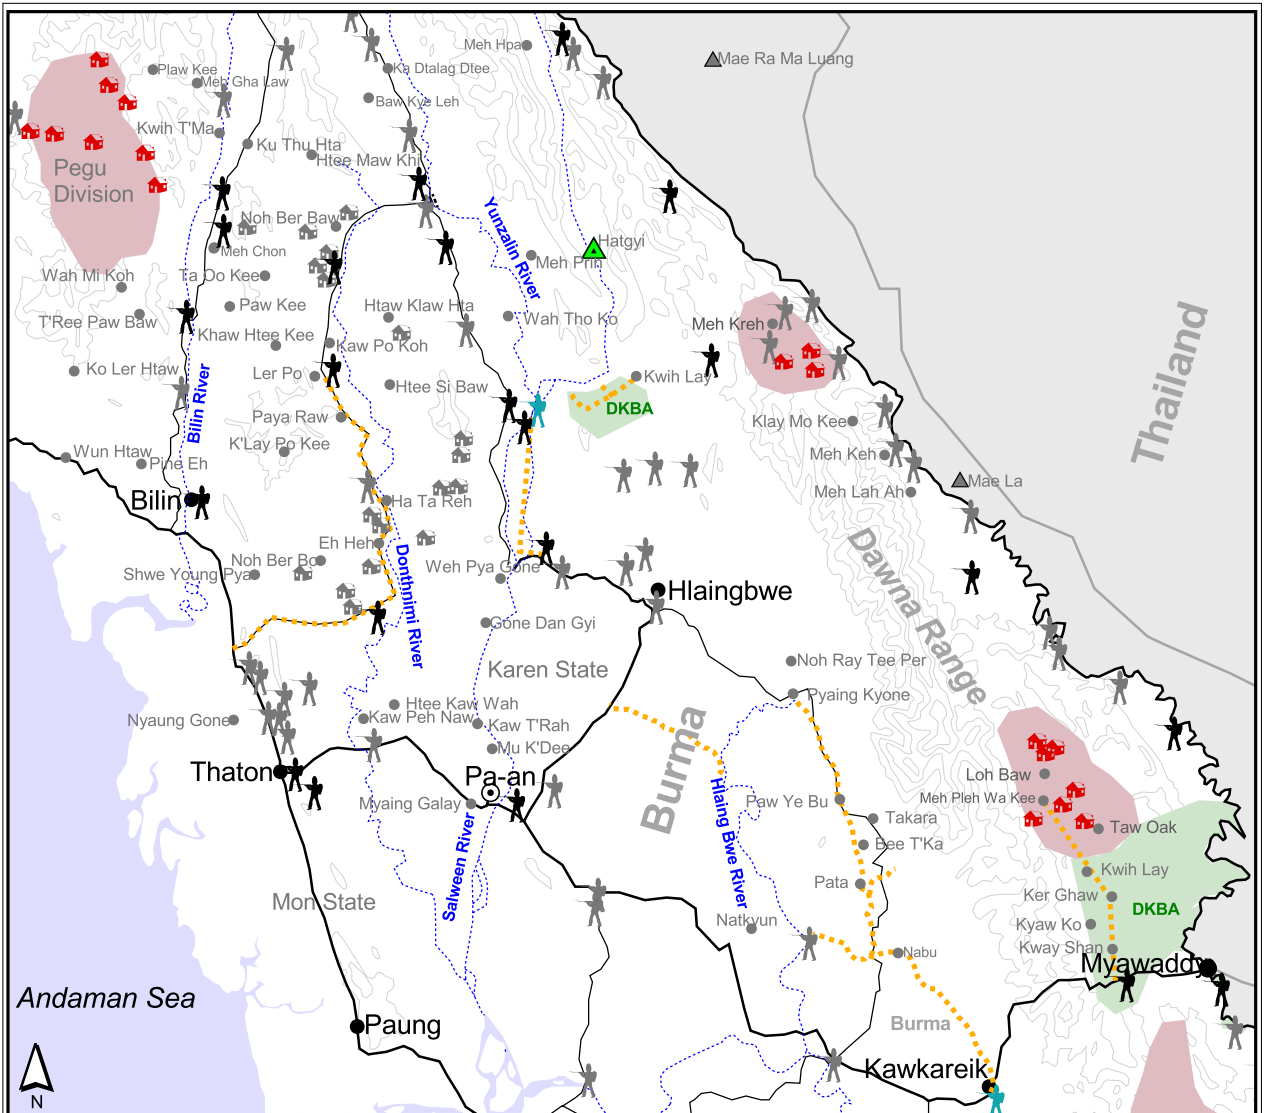 Meh Hpa
Mae Ra Ma Luang
Plaw Kee
Ka Dtalag Dtee
Meh Gha Law
Baw Kye Leh
Kwih T'Ma
Ku Thu Hta
Htee Maw Khi
Pegu
Division
Noh Ber Baw
Yunzalin River
Hatgyi
Meh Chon
Meh Prih
Wah Mi Koh
Ta Oo Kee
Paw Kee
Htaw Klaw Hta
T'Ree Paw Baw
Wah Tho Ko
Meh Kreh
Khaw Htee Kee
Kaw Po Koh
Thailand
Ko Ler Htaw
Bilin River
Ler Po
Htee Si Baw
Kwih Lay
DKBA
Paya Raw
Klay Mo Kee
K'Lay Po Kee
Wun Htaw
Pine Eh
Meh Keh
Bilin
Ha Ta Reh
Meh Lah Ah
Mae La
Eh Heh
Dawna Range
Noh Ber Bo
Shwe Young Pya
Donthnimi River
Weh Pya Gone
Hlaingbwe
Gone Dan Gyi
Karen State
Noh Ray Tee Per
Pyaing Kyone
Htee Kaw Wah
Nyaung Gone
Kaw Peh Naw
Kaw T'Rah
Mu K'Dee
Burma
Thaton
Pa-an
Loh Baw
Myaing Galay
Hlaing Bwe River
Paw Ye Bu
Meh Pleh Wa Kee
Takara
Taw Oak
Bee T'Ka
Salween River
Pata
Kwih Lay
Ker Ghaw
DKBA
Mon State
Natkyun
Kyaw Ko
Nabu
Kway Shan
Myawaddy
Andaman Sea
Paung
Burma
Kawkareik
N